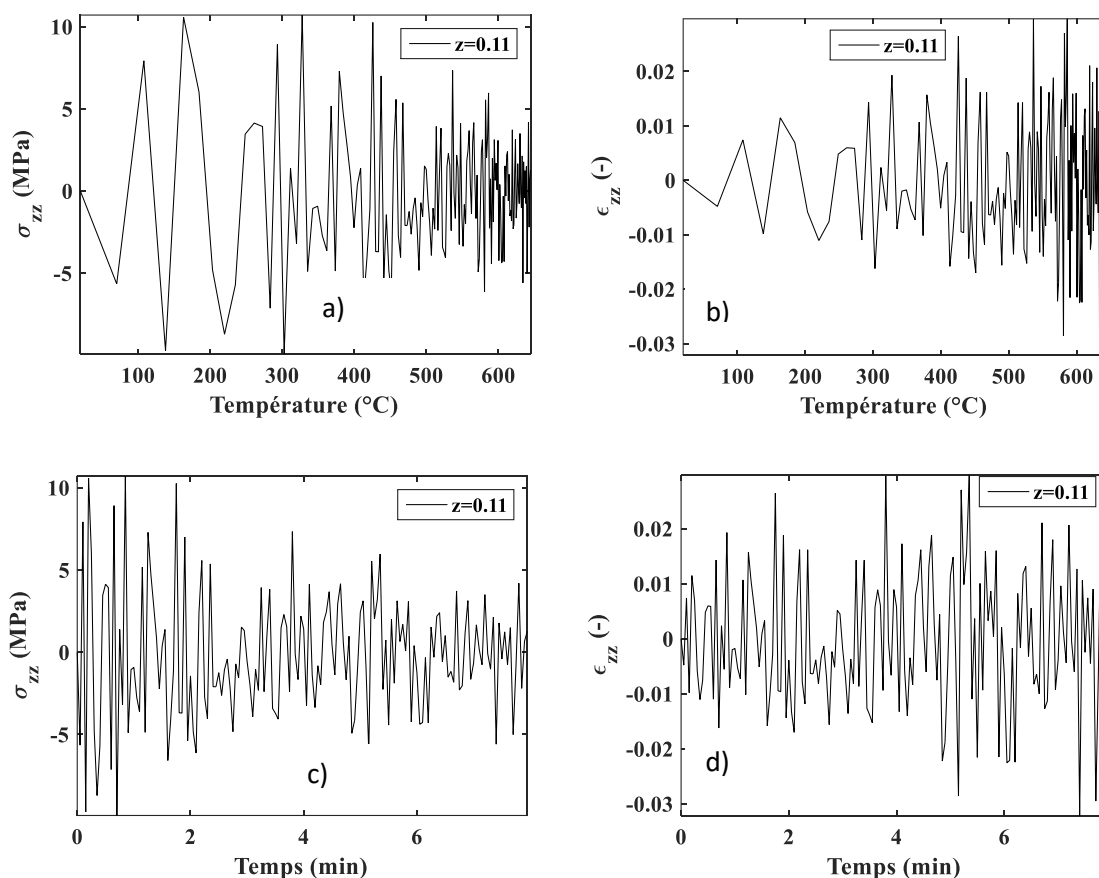 10
5
0
-5
σzz (MPa)
z=0.11
a)
100 200 300 400 500 600
Température (°C)
0.02
0.01
0
-0.01
-0.02
-0.03
ϵzz (-)
z=0.11
b)
100 200 300 400 500 600
Température (°C)
10
5
0
-5
σzz (MPa)
z=0.11
c)
0 2 4 6
Temps (min)
0.02
0.01
0
-0.01
-0.02
-0.03
ϵzz (-)
z=0.11
d)
0 2 4 6
Temps (min)